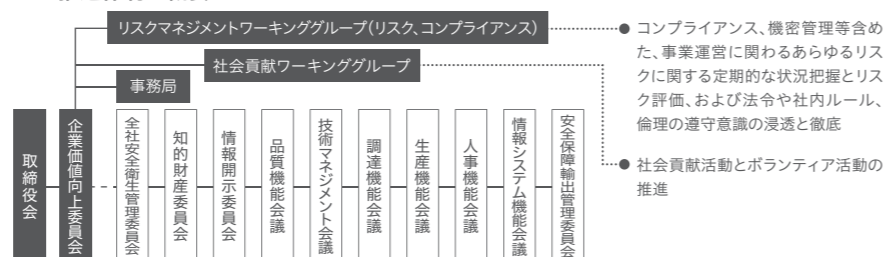 リスクマネジメントワーキンググループ(リスク、コンプライアンス)
社会貢献ワーキンググループ
事務局
取締役会
企業価値向上委員会
全社安全衛生管理委員会
知的財産委員会
情報開示委員会
品質機能会議
技術マネジメント会議
調達機能会議
生産機能会議
人事機能会議
情報システム機能会議
安全保障輸出管理委員会
● コンプライアンス、機密管理等含め
た、事業運営に関わるあらゆるリス
クに関する定期的な状況把握とリス
ク評価、および法令や社内ルール、
倫理の遵守意識の浸透と徹底
● 社会貢献活動とボランティア活動の
推進